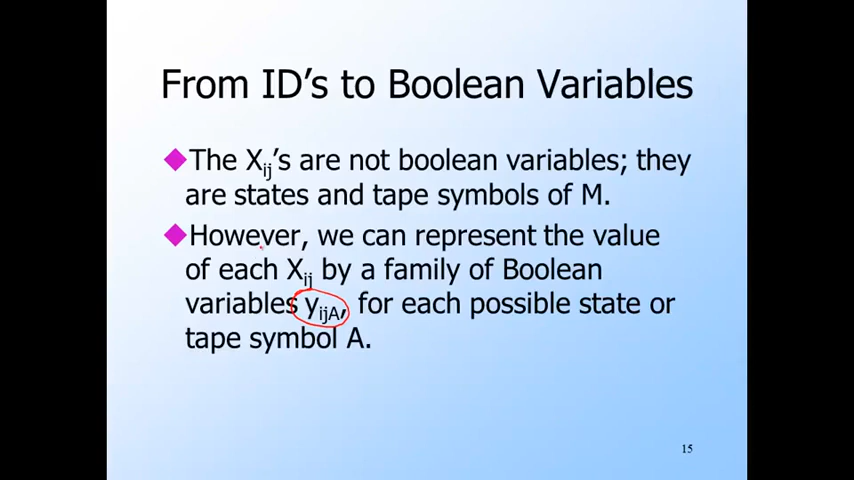 From ID's to Boolean Variables
The Xij's are not boolean variables; they
are states and tape symbols of M.
However, we can represent the value
of each Xij by a family of Boolean
variables yijA, for each possible state or
tape symbol A.
15